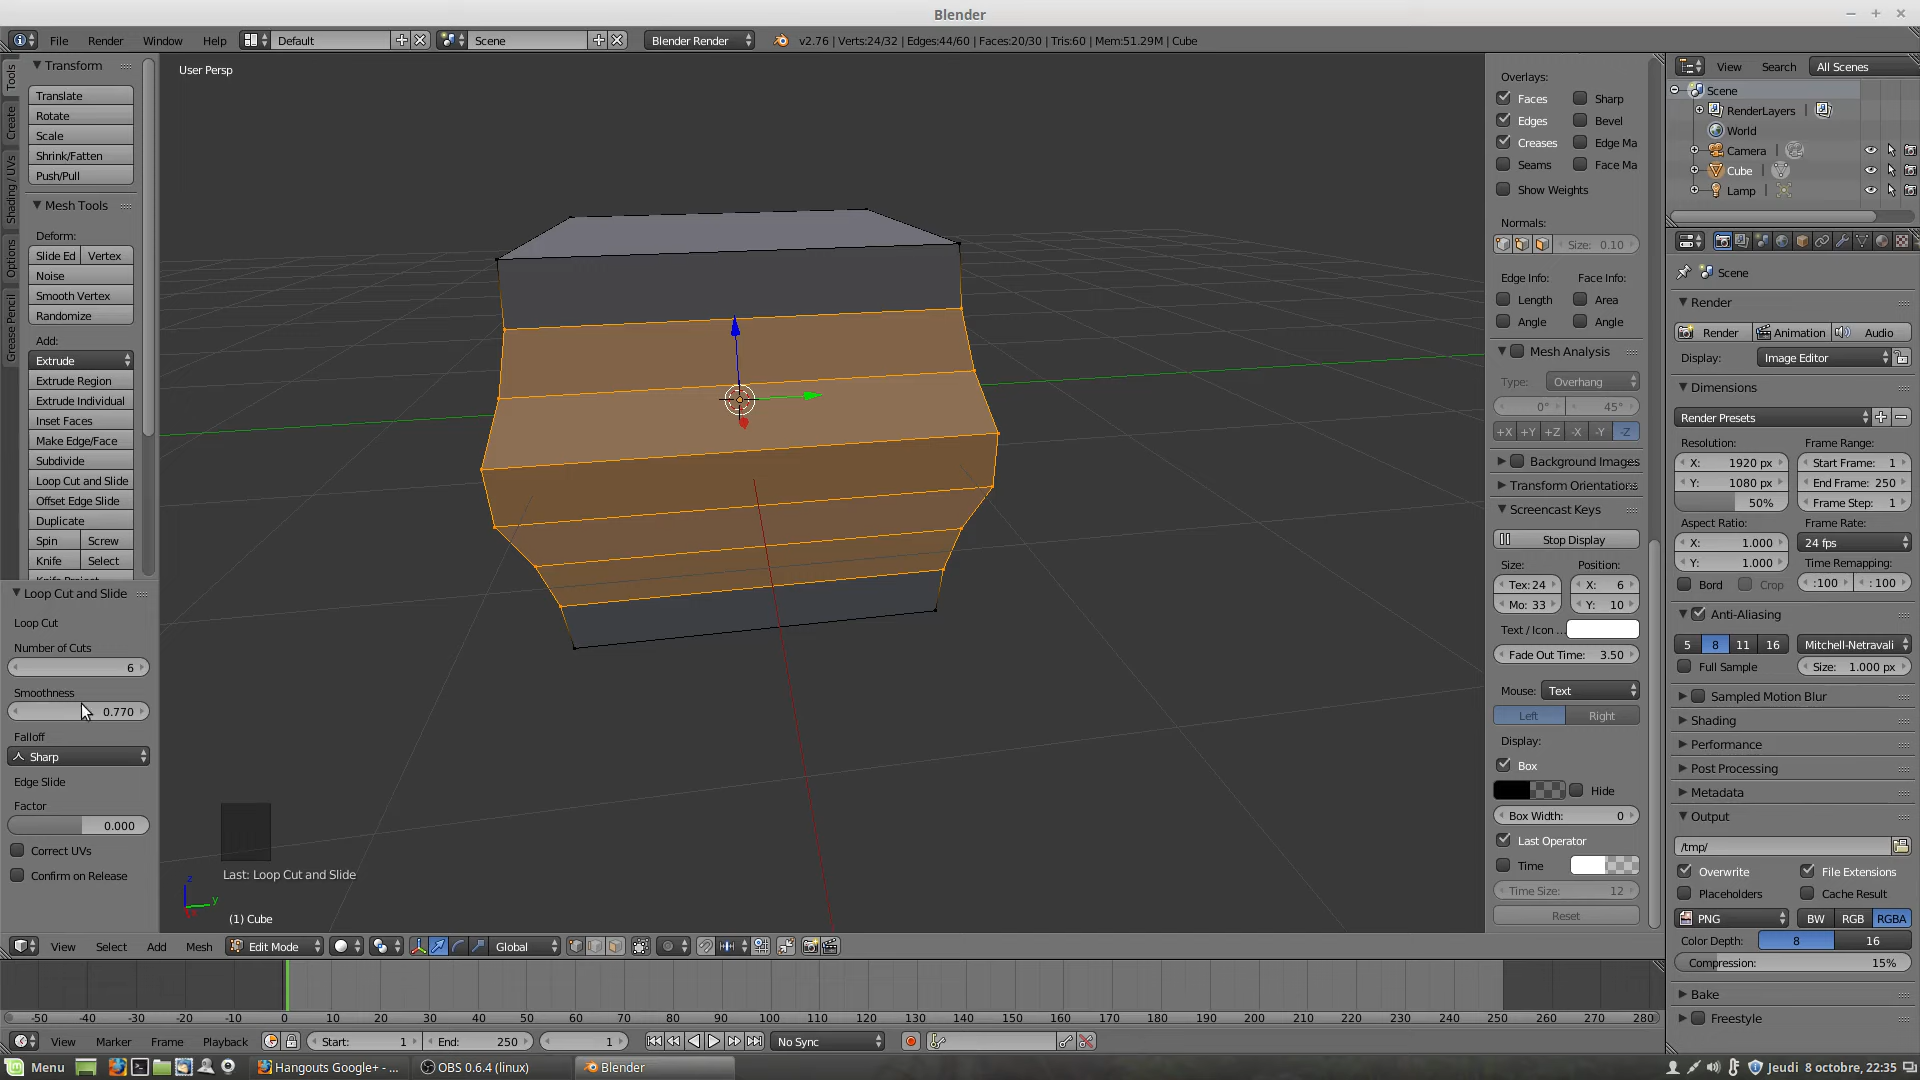 Blender
File Render Window Help Default Scene Blender Render v2.76 | Verts:24/32 | Edges:44/60 | Faces:20/30 | Tris:60 | Mem:51.29M | Cube
Tools
Create
Shading / UVs
Options
Grease Pencil
Transform
Translate
Rotate
Scale
Shrink/Fatten
Push/Pull
Mesh Tools
Deform:
Slide Ed Vertex
Noise
Smooth Vertex
Randomize
Add:
Extrude
Extrude Region
Extrude Individual
Inset Faces
Make Edge/Face
Subdivide
Loop Cut and Slide
Offset Edge Slide
Duplicate
Spin Screw
Knife Select
Loop Cut and Slide
Loop Cut
Number of Cuts
6
Smoothness
0.770
Falloff
Sharp
Edge Slide
Factor
0.000
Correct UVs
Confirm on Release
User Persp
Last: Loop Cut and Slide
z
y
(1) Cube
Overlays:
Faces Sharp
Edges Bevel
Creases Edge Ma
Seams Face Ma
Show Weights
Normals:
Size: 0.10
Edge Info: Face Info:
Length Area
Angle Angle
Mesh Analysis
Type: Overhang
0° 45°
+X +Y +Z -X -Y -Z
Background Images
Transform Orientations
Screencast Keys
Stop Display
Size: Position:
Tex: 24 X: 6
Mo: 33 Y: 10
Text / Icon ...
Fade Out Time: 3.50
Mouse: Text
Left Right
Display:
Box
Hide
Box Width: 0
Last Operator
Time
Time Size: 12
Reset
View Search All Scenes
Scene
RenderLayers |
World
Camera |
Cube |
Lamp |
Scene
Render
Render Animation Audio
Display: Image Editor
Dimensions
Render Presets
Resolution: Frame Range:
X: 1920 px Start Frame: 1
Y: 1080 px End Frame: 250
50% Frame Step: 1
Aspect Ratio: Frame Rate:
X: 1.000 24 fps
Y: 1.000 Time Remapping:
Bord Crop :100 : 100
Anti-Aliasing
5 8 11 16 Mitchell-Netravali
Full Sample Size: 1.000 px
Sampled Motion Blur
Shading
Performance
Post Processing
Metadata
Output
/tmp/
Overwrite File Extensions
Placeholders Cache Result
PNG BW RGB RGBA
Color Depth: 8 16
Compression: 15%
Bake
Freestyle
View Select Add Mesh Edit Mode Global
-50 -40 -30 -20 -10 0 10 20 30 40 50 60 70 80 90 100 110 120 130 140 150 160 170 180 190 200 210 220 230 240 250 260 270 280
View Marker Frame Playback Start: 1 End: 250 1 No Sync
Menu Hangouts Google+ - ... OBS 0.6.4 (linux) Blender Jeudi 8 octobre, 22:35